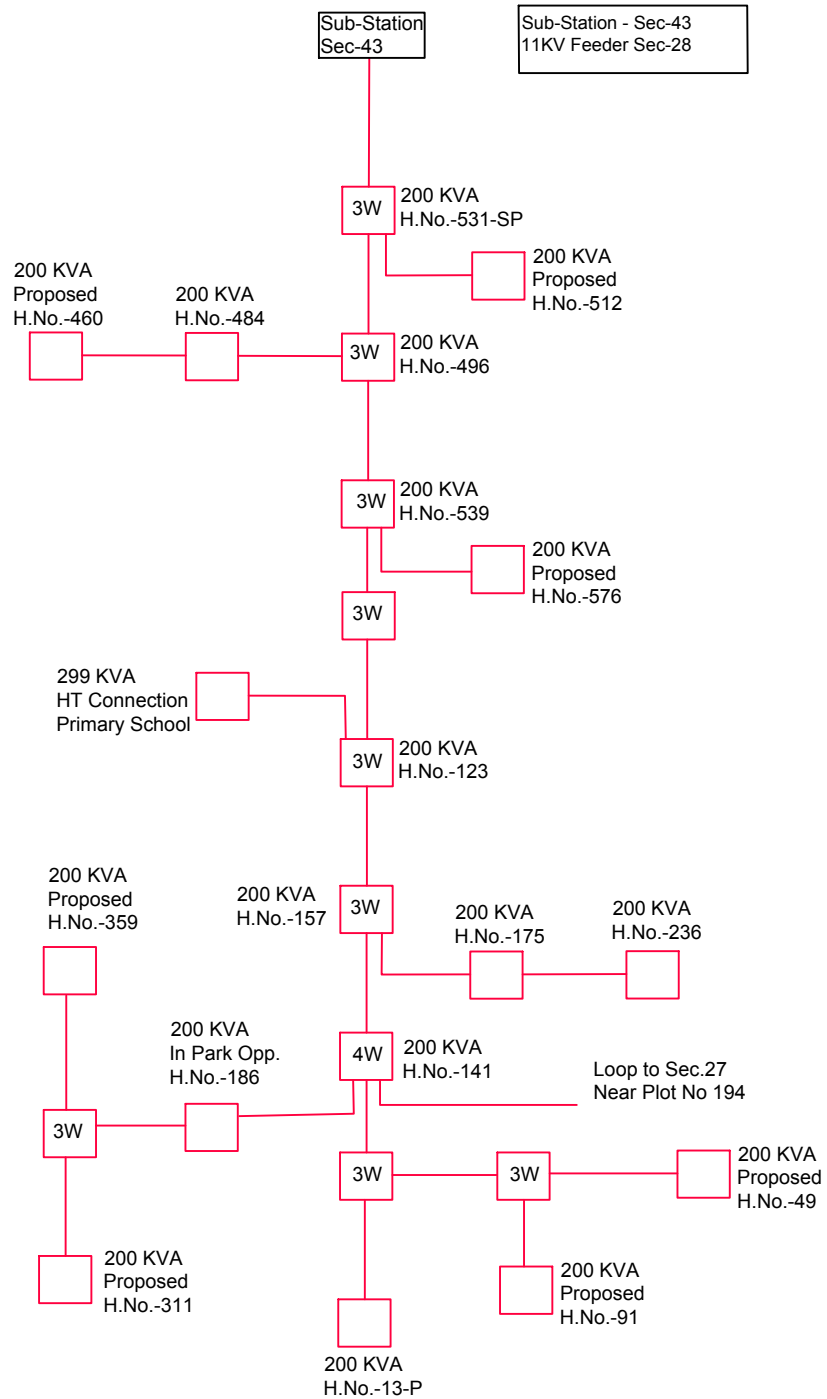 Sub-Station
Sec-43
Sub-Station - Sec-43
11KV Feeder Sec-28
3W
200 KVA
H.No.-531-SP
200 KVA
Proposed
H.No.-512
200 KVA
Proposed
H.No.-460
200 KVA
H.No.-484
3W
200 KVA
H.No.-496
3W
200 KVA
H.No.-539
200 KVA
Proposed
H.No.-576
3W
299 KVA
HT Connection
Primary School
3W
200 KVA
H.No.-123
200 KVA
Proposed
H.No.-359
200 KVA
H.No.-157
3W
200 KVA
H.No.-175
200 KVA
H.No.-236
200 KVA
In Park Opp.
H.No.-186
4W
200 KVA
H.No.-141
Loop to Sec.27
Near Plot No 194
3W
3W
3W
200 KVA
Proposed
H.No.-49
200 KVA
Proposed
H.No.-311
200 KVA
Proposed
H.No.-91
200 KVA
H.No.-13-P